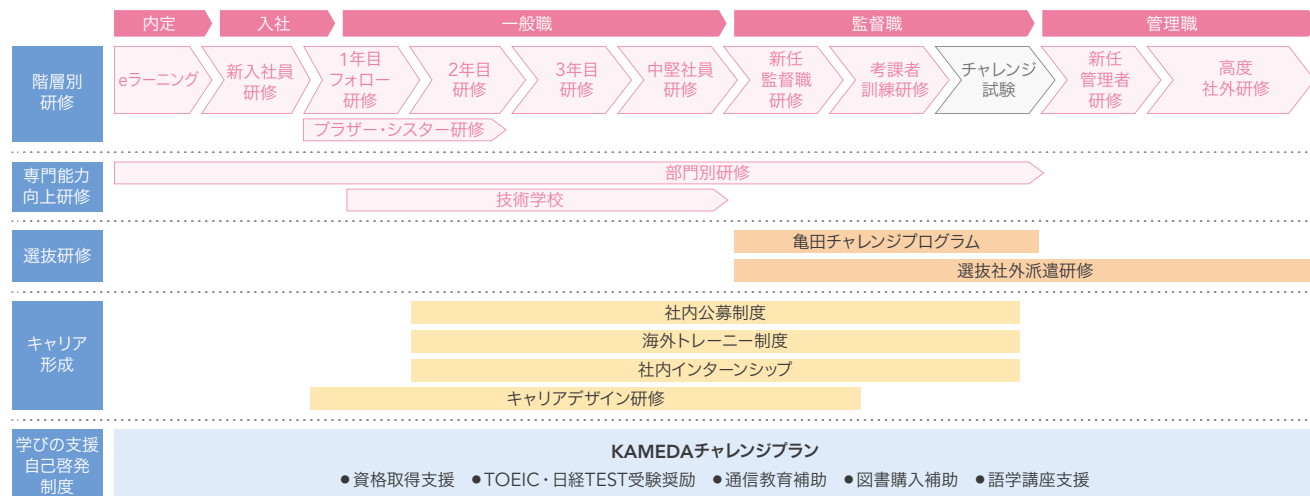 内定
入社
一般職
監督職
管理職
階層別
研修
eラーニング
新入社員
研修
1年目
フォロー
研修
2年目
研修
3年目
研修
中堅社員
研修
新任
監督職
研修
考課者
訓練研修
チャレンジ
試験
新任
管理者
研修
高度
社外研修
ブラザー・シスター研修
専門能力
向上研修
部門別研修
技術学校
選抜研修
亀田チャレンジプログラム
選抜社外派遣研修
キャリア
形成
社内公募制度
海外トレーニー制度
社内インターンシップ
キャリアデザイン研修
学びの支援
自己啓発
制度
KAMEDAチャレンジプラン
●資格取得支援 ●TOEIC・日経TEST受験奨励 ●通信教育補助 ●図書購入補助 ●語学講座支援